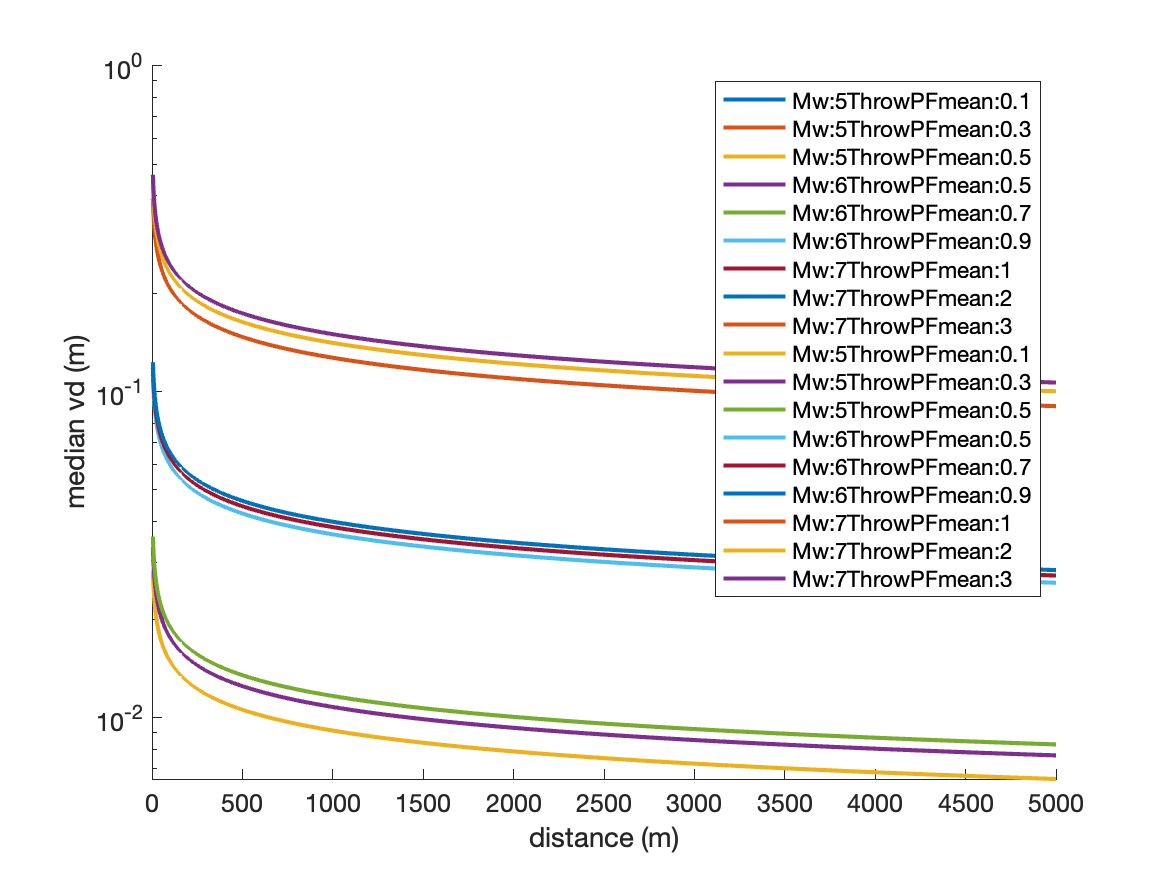 10^0
10^-1
10^-2
median vd (m)
Mw:5ThrowPFmean:0.1
Mw:5ThrowPFmean:0.3
Mw:5ThrowPFmean:0.5
Mw:6ThrowPFmean:0.5
Mw:6ThrowPFmean:0.7
Mw:6ThrowPFmean:0.9
Mw:7ThrowPFmean:1
Mw:7ThrowPFmean:2
Mw:7ThrowPFmean:3
Mw:5ThrowPFmean:0.1
Mw:5ThrowPFmean:0.3
Mw:5ThrowPFmean:0.5
Mw:6ThrowPFmean:0.5
Mw:6ThrowPFmean:0.7
Mw:6ThrowPFmean:0.9
Mw:7ThrowPFmean:1
Mw:7ThrowPFmean:2
Mw:7ThrowPFmean:3
0 500 1000 1500 2000 2500 3000 3500 4000 4500 5000
distance (m)